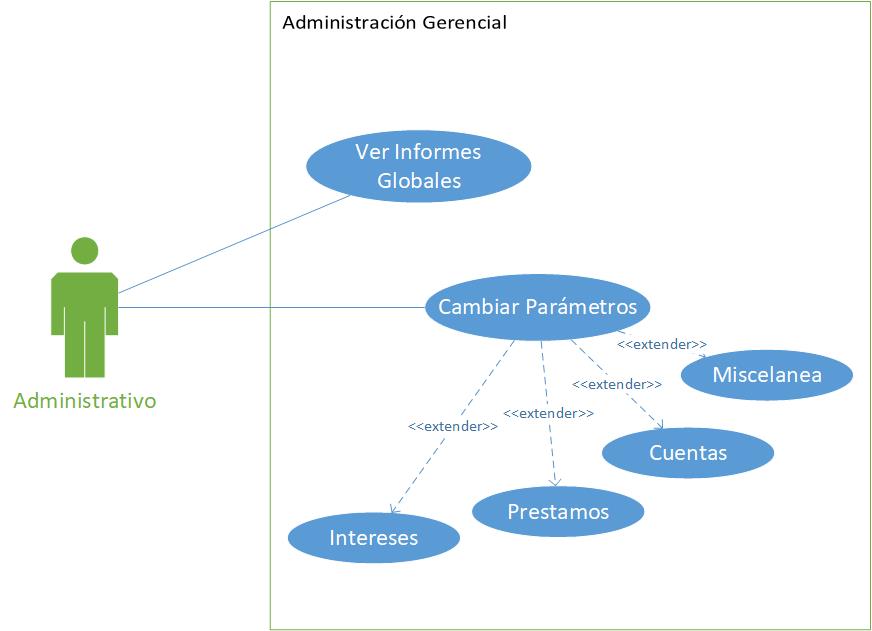 Administración Gerencial
Ver Informes
Globales
Cambiar Parámetros
<<extender>>
Miscelanea
<<extender>>
<<extender>>
<<extender>>
Administrativo
Cuentas
Prestamos
Intereses